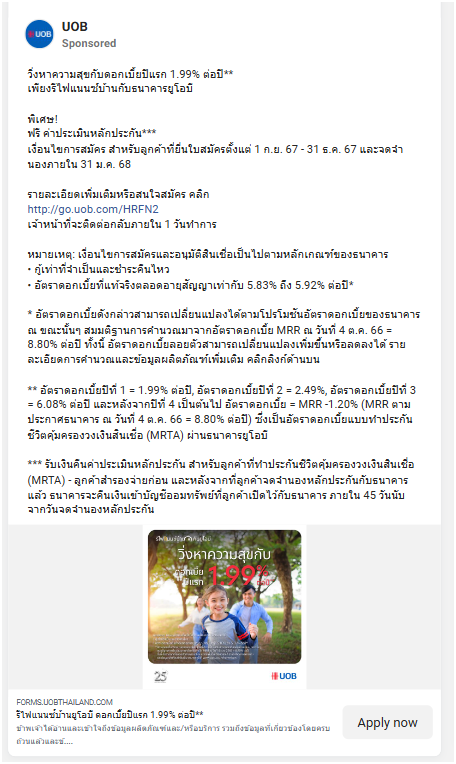 UOB
Sponsored
วิ่งหาความสุขกับดอกเบี้ยปีแรก 1.99% ต่อปี**
เพียงรีไฟแนนซ์บ้านกับธนาคารยูโอบี
พิเศษ!
ฟรี ค่าประเมินหลักประกัน***
เงื่อนไขการสมัคร สำหรับลูกค้าที่ยื่นใบสมัครตั้งแต่ 1 ก.ย. 67 - 31 ธ.ค. 67 และจดจำ
นองภายใน 31 ม.ค. 68
รายละเอียดเพิ่มเติมหรือสนใจสมัคร คลิก
http://go.uob.com/HRFN2
เจ้าหน้าที่จะติดต่อกลับภายใน 1 วันทำการ
หมายเหตุ: เงื่อนไขการสมัครและอนุมัติสินเชื่อเป็นไปตามหลักเกณฑ์ของธนาคาร
• กู้เท่าที่จำเป็นและชำระคืนไหว
• อัตราดอกเบี้ยที่แท้จริงตลอดอายุสัญญาเท่ากับ 5.83% ถึง 5.92% ต่อปี*
* อัตราดอกเบี้ยดังกล่าวสามารถเปลี่ยนแปลงได้ตามโปรโมชันอัตราดอกเบี้ยของธนาคาร
ณ ขณะนั้นๆ สมมติฐานการคำนวณมาจากอัตราดอกเบี้ย MRR ณ วันที่ 4 ต.ค. 66 =
8.80% ต่อปี ทั้งนี้ อัตราดอกเบี้ยลอยตัวสามารถเปลี่ยนแปลงเพิ่มขึ้นหรือลดลงได้ ราย
ละเอียดการคำนวณและข้อมูลผลิตภัณฑ์เพิ่มเติม คลิกลิงก์ด้านบน
** อัตราดอกเบี้ยปีที่ 1 = 1.99% ต่อปี, อัตราดอกเบี้ยปีที่ 2 = 2.49%, อัตราดอกเบี้ยปีที่ 3
= 6.08% ต่อปี และหลังจากปีที่ 4 เป็นต้นไป อัตราดอกเบี้ย = MRR -1.20% (MRR ตาม
ประกาศธนาคาร ณ วันที่ 4 ต.ค. 66 = 8.80% ต่อปี) ซึ่งเป็นอัตราดอกเบี้ยแบบทำประกัน
ชีวิตคุ้มครองวงเงินสินเชื่อ (MRTA) ผ่านธนาคารยูโอบี
*** รับเงินคืนค่าประเมินหลักประกัน สำหรับลูกค้าที่ทำประกันชีวิตคุ้มครองวงเงินสินเชื่อ
(MRTA) - ลูกค้าสำรองจ่ายก่อน และหลังจากที่ลูกค้าจดจำนองหลักประกันกับธนาคาร
แล้ว ธนาคารจะคืนเงินเข้าบัญชีออมทรัพย์ที่ลูกค้าเปิดไว้กับธนาคาร ภายใน 45 วันนับ
จากวันจดจำนองหลักประกัน
วิ่งหาความสุขกับ
ดอกเบี้ย
ปีแรก 1.99% ต่อปี*
25
UOB
FORMS.UOBTHAILAND.COM
รีไฟแนนซ์บ้านยูโอบี ดอกเบี้ยปีแรก 1.99% ต่อปี**
ข้าพเจ้าได้อ่านและเข้าใจถึงข้อมูลผลิตภัณฑ์และ/หรือบริการ รวมถึงข้อมูลที่เกี่ยวข้องโดยครบ
ถ้วนแล้วและข้....
Apply now